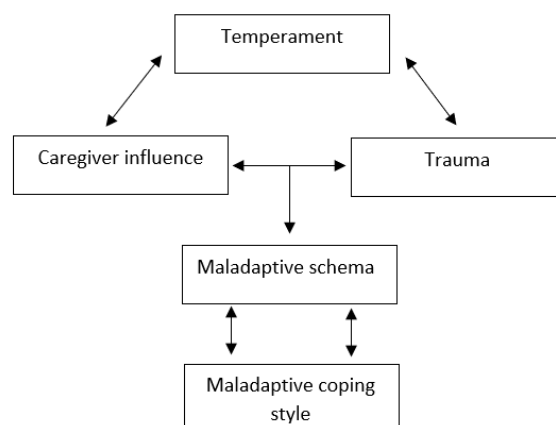 Temperament
Caregiver influence
Trauma
Maladaptive schema
Maladaptive coping
style